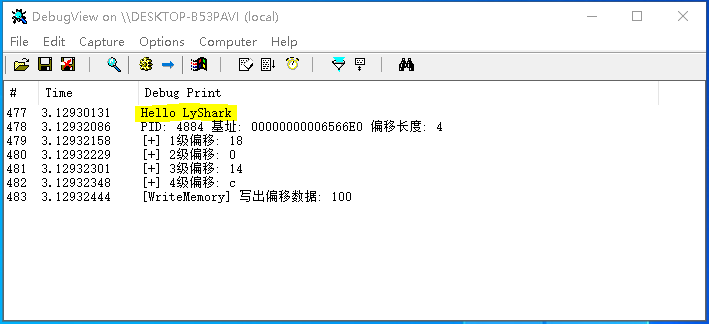 DebugView on \\DESKTOP-B53PAVI (local)
File Edit Capture Options Computer Help
# Time Debug Print
477 3.12930131 Hello LyShark
478 3.12932086 PID: 4884 基址: 00000000006566E0 偏移长度: 4
479 3.12932158 [+] 1级偏移: 18
480 3.12932229 [+] 2级偏移: 0
481 3.12932301 [+] 3级偏移: 14
482 3.12932348 [+] 4级偏移: c
483 3.12932444 [WriteMemory] 写出偏移数据: 100